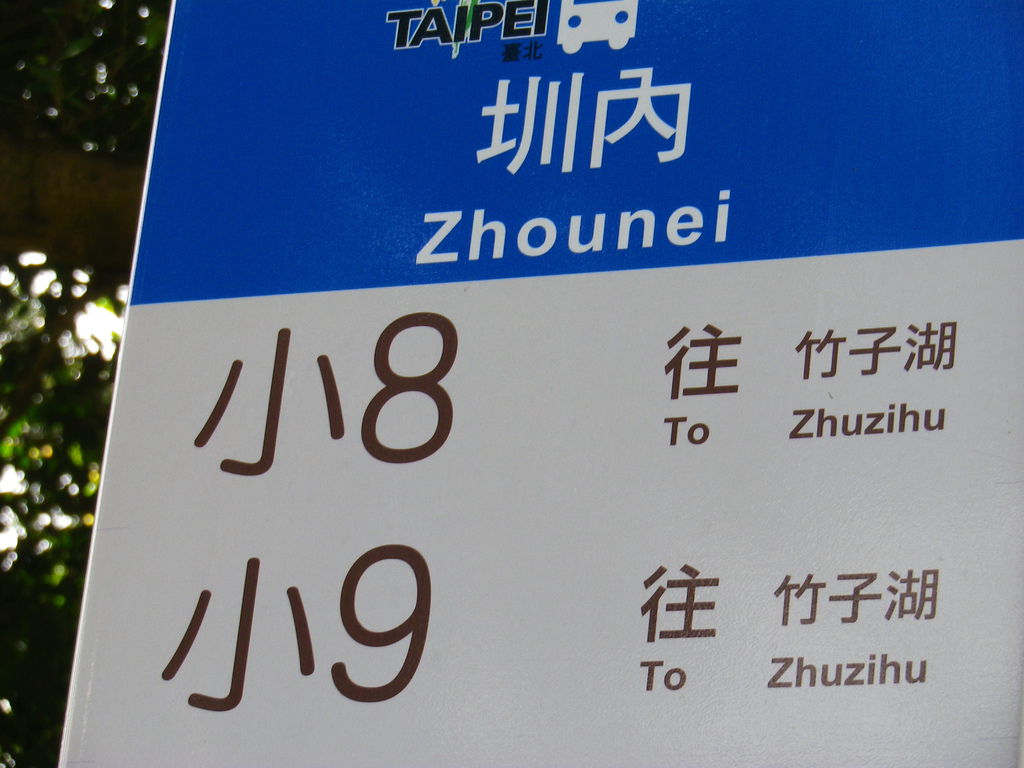 TAIPEI
臺北
圳內
Zhounei
小8 往 竹子湖
To Zhuzihu
小9 往 竹子湖
To Zhuzihu